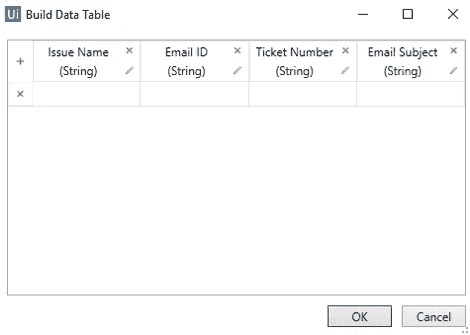 Ui Build Data Table
Issue Name Email ID Ticket Number Email Subject
(String) (String) (String) (String)
OK Cancel